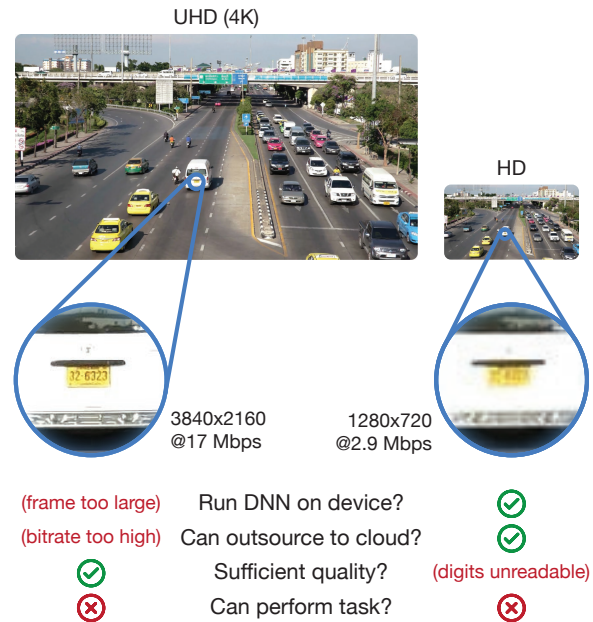 UHD (4K)
HD
32-6323
3840x2160
@17 Mbps
1280x720
@2.9 Mbps
(frame too large) Run DNN on device?
(bitrate too high) Can outsource to cloud?
Sufficient quality? (digits unreadable)
Can perform task?